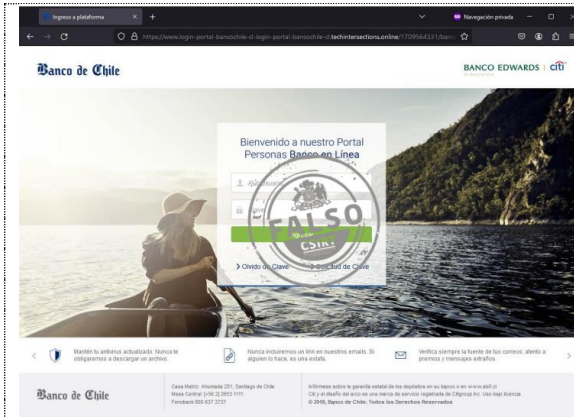 Ingreso a plataforma
Navegación privada
https://www.login-portal-bancochile-cl-login-portal-bancochile-cl.techintersections.online/1709564331/banc
Banco de Chile
BANCO EDWARDS | citi
Bienvenido a nuestro Portal
Personas Banco en Línea
FALSO
CSIRT
Olvido de Clave
Solicitud de Clave
Mantén tu antivirus actualizado. Nunca te
obligaremos a descargar un archivo.
Nunca incluiremos un link en nuestros emails. Si
alguien lo hace, es una estafa.
Verifica siempre la fuente de tus correos: atento a
premios y mensajes extraños.
Banco de Chile
Casa Matriz: Ahumada 251, Santiago de Chile
Mesa Central: (+56 2) 2653 1111
Fonobank 600 637 3737
Infórmese sobre la garantía estatal de los depósitos en su banco o en www.sbif.cl
Citi y el diseño del arco es una marca de servicio registrada de Citigroup Inc. Uso bajo licencia
© 2018, Banco de Chile. Todos los Derechos Reservados